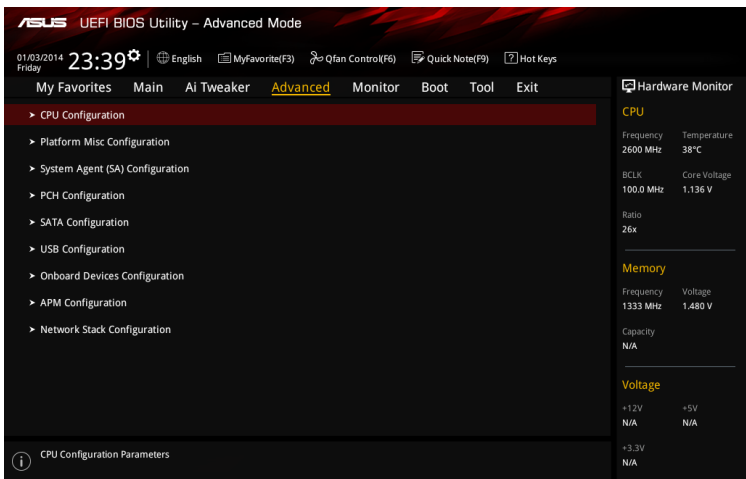 ASUS UEFI BIOS Utility – Advanced Mode
01/03/2014 Friday 23:39 English MyFavorite(F3) Qfan Control(F6) Quick Note(F9) ? Hot Keys
My Favorites Main Ai Tweaker Advanced Monitor Boot Tool Exit
> CPU Configuration
> Platform Misc Configuration
> System Agent (SA) Configuration
> PCH Configuration
> SATA Configuration
> USB Configuration
> Onboard Devices Configuration
> APM Configuration
> Network Stack Configuration
i CPU Configuration Parameters
Hardware Monitor
CPU
Frequency Temperature
2600 MHz 38°C
BCLK Core Voltage
100.0 MHz 1.136 V
Ratio
26x
Memory
Frequency Voltage
1333 MHz 1.480 V
Capacity
N/A
Voltage
+12V +5V
N/A N/A
+3.3V
N/A